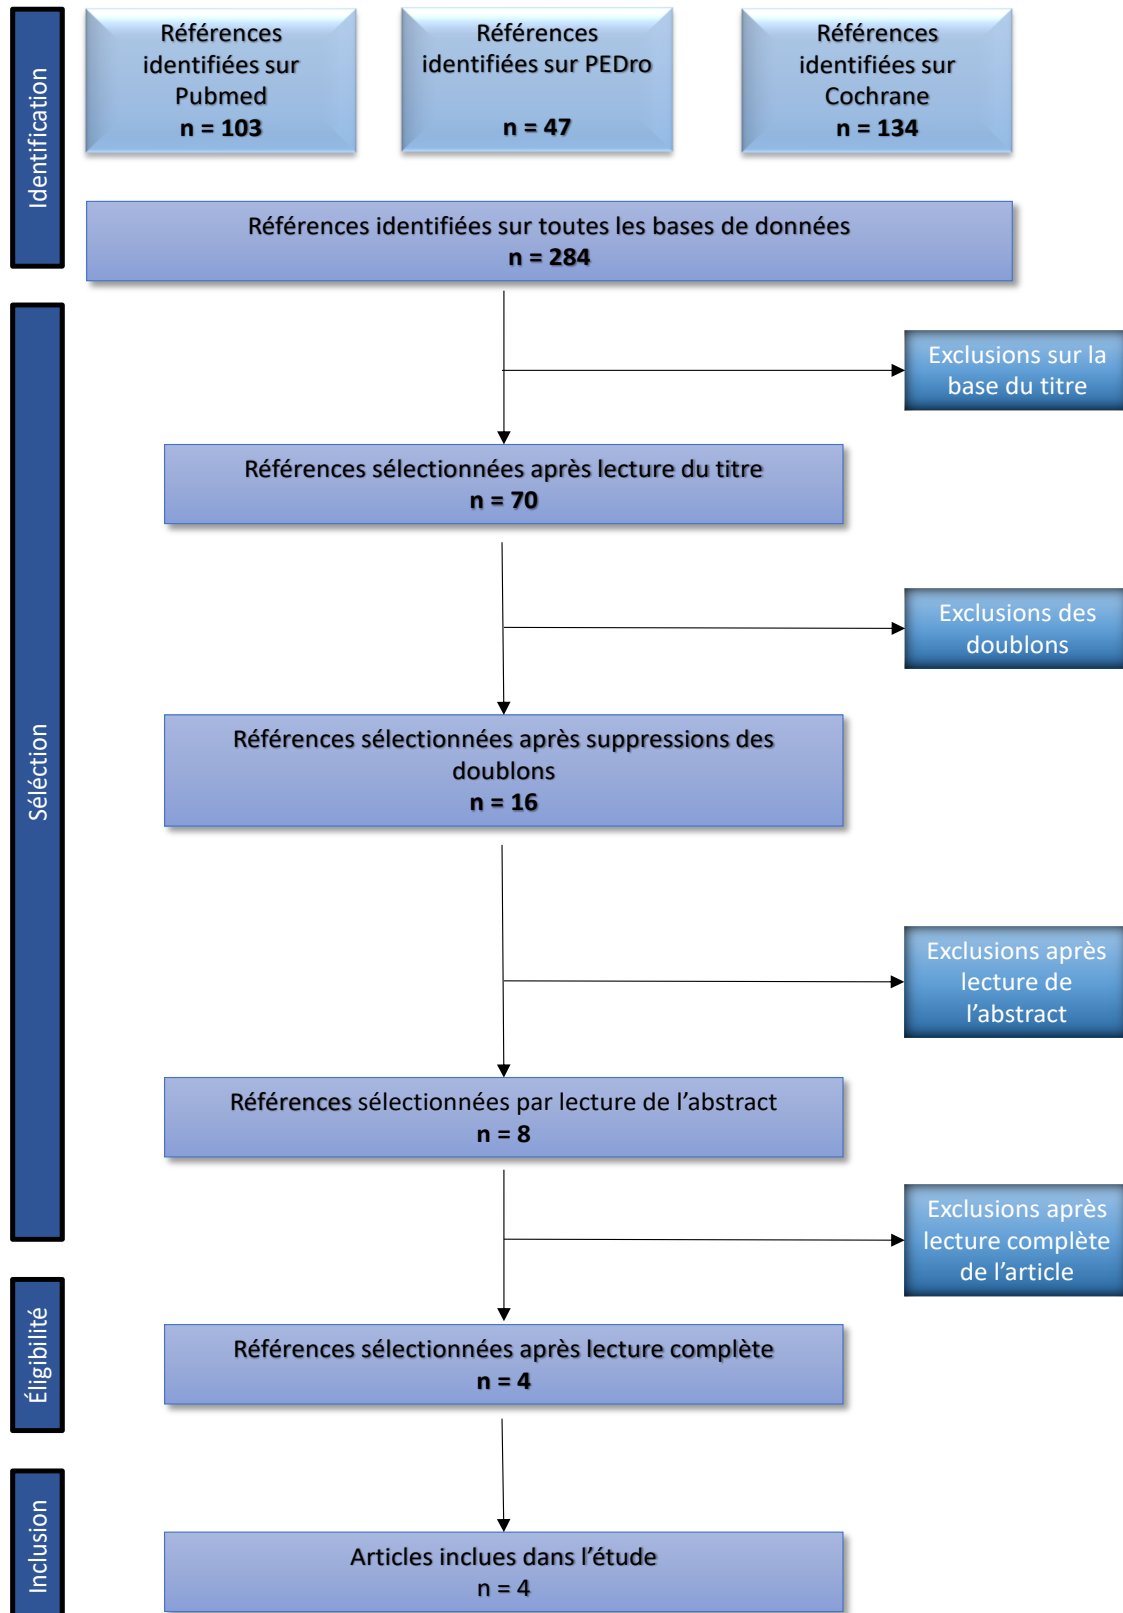 Identification
Références
identifiées sur
Pubmed
n = 103
Références
identifiées sur PEDro
n = 47
Références
identifiées sur
Cochrane
n = 134
Références identifiées sur toutes les bases de données
n = 284
Séléction
Exclusions sur la
base du titre
Références sélectionnées après lecture du titre
n = 70
Exclusions des
doublons
Références sélectionnées après suppressions des
doublons
n = 16
Exclusions après
lecture de
l’abstract
Références sélectionnées par lecture de l’abstract
n = 8
Exclusions après
lecture complète
de l’article
Éligibilité
Références sélectionnées après lecture complète
n = 4
Inclusion
Articles inclues dans l’étude
n = 4